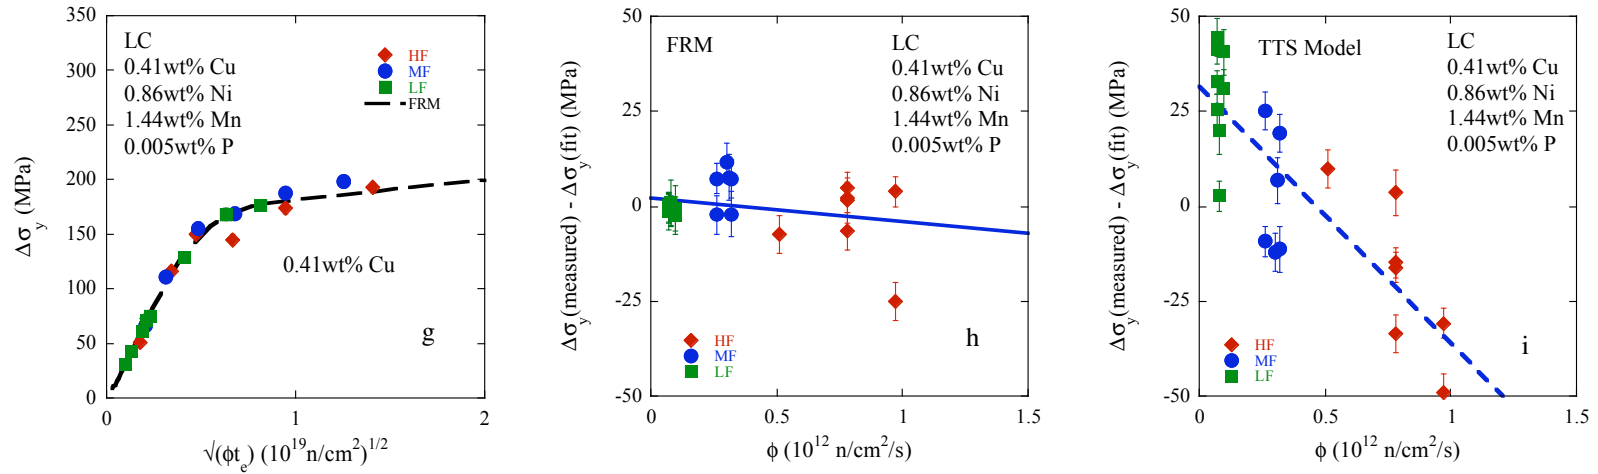 350
300
250
200
150
100
50
0
0
1
2
Δσy (MPa)
√(φte) (10^19 n/cm^2)^1/2
LC
0.41wt% Cu
0.86wt% Ni
1.44wt% Mn
0.005wt% P
HF
MF
LF
FRM
0.41wt% Cu
g
50
25
0
-25
-50
0
0.5
1
1.5
Δσy(measured) - Δσy(fit) (MPa)
φ (10^12 n/cm^2/s)
FRM
LC
0.41wt% Cu
0.86wt% Ni
1.44wt% Mn
0.005wt% P
HF
MF
LF
h
50
25
0
-25
-50
0
0.5
1
1.5
Δσy(measured) - Δσy(fit) (MPa)
φ (10^12 n/cm^2/s)
TTS Model
LC
0.41wt% Cu
0.86wt% Ni
1.44wt% Mn
0.005wt% P
HF
MF
LF
i